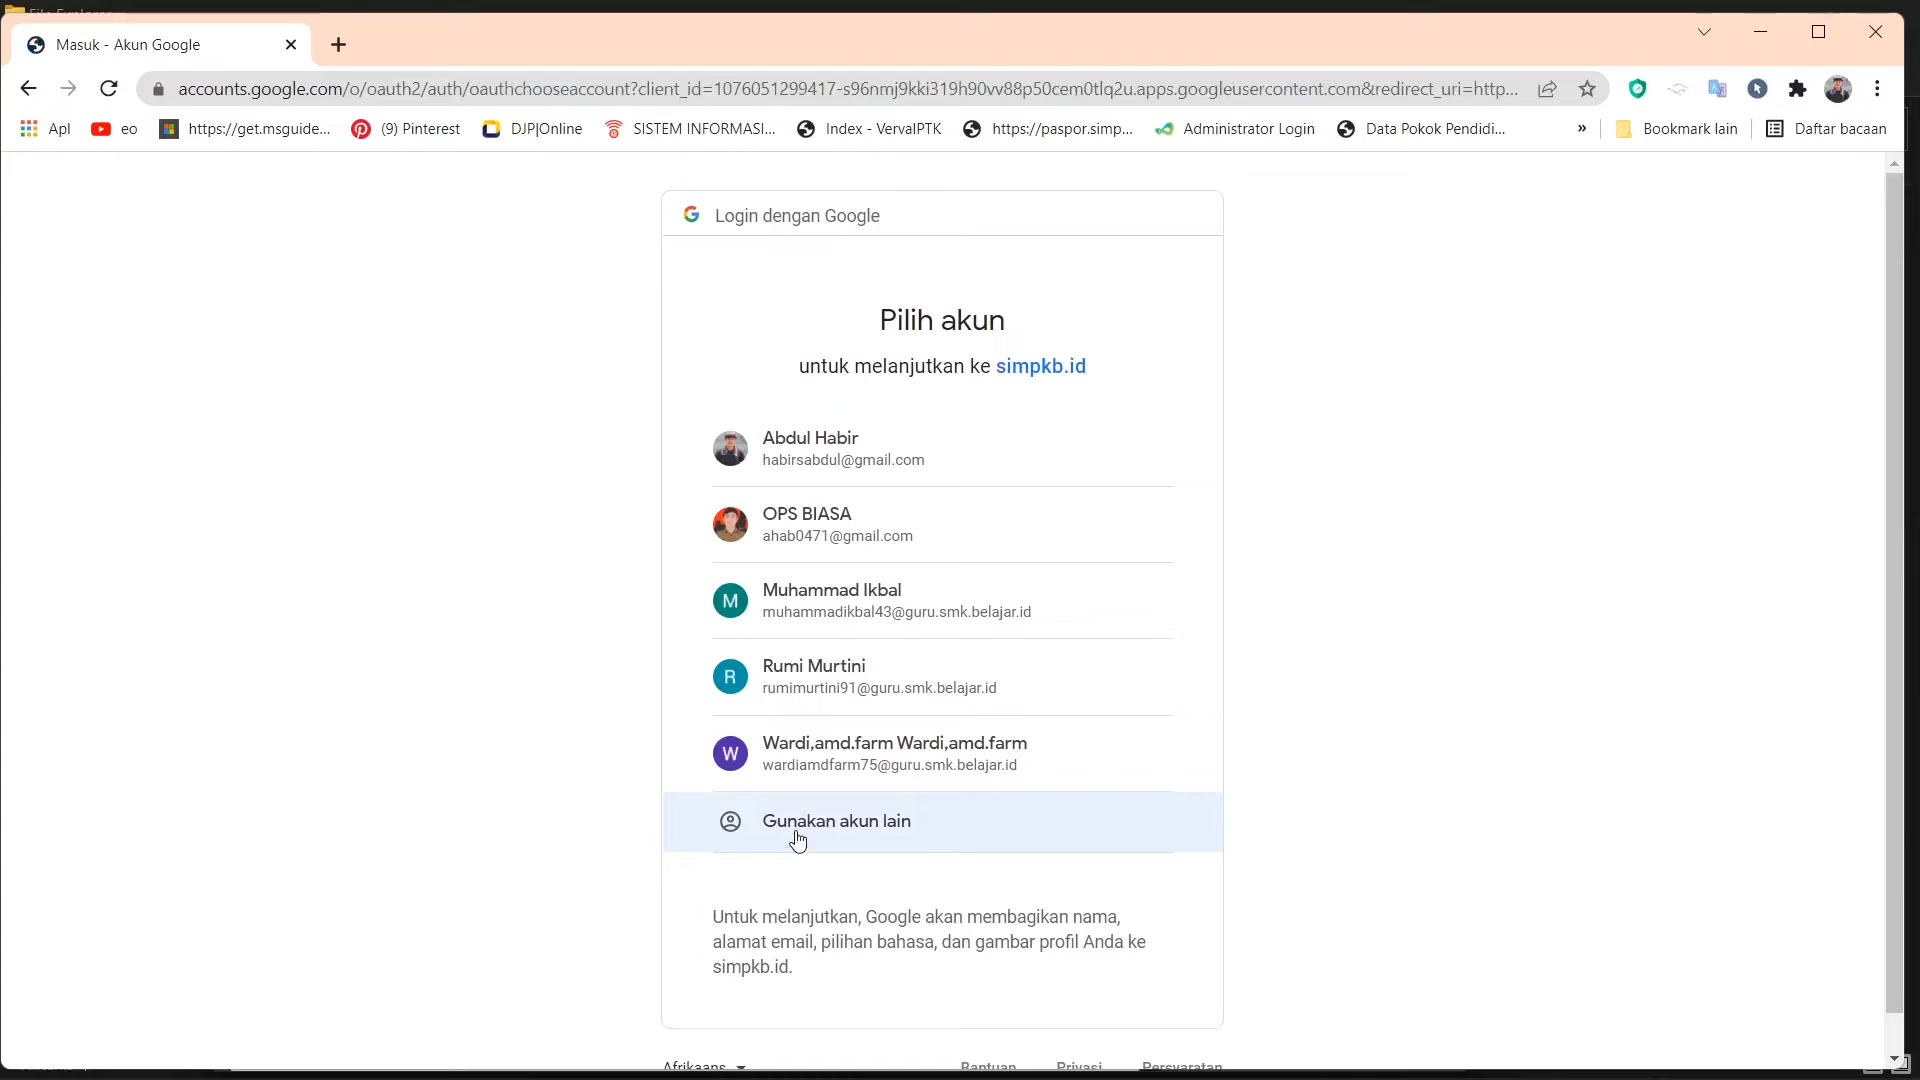 Masuk - Akun Google
accounts.google.com/o/oauth2/auth/oauthchooseaccount?client_id=1076051299417-s96nmj9kki319h90vv88p50cem0tlq2u.apps.googleusercontent.com&redirect_uri=http...
Apl
eo
https://get.msguide...
(9) Pinterest
DJP|Online
SISTEM INFORMASI...
Index - VervalPTK
https://paspor.simp...
Administrator Login
Data Pokok Pendidi...
»
Bookmark lain
Daftar bacaan
Login dengan Google
Pilih akun
untuk melanjutkan ke simpkb.id
Abdul Habir
habirsabdul@gmail.com
OPS BIASA
ahab0471@gmail.com
M
Muhammad Ikbal
muhammadikbal43@guru.smk.belajar.id
R
Rumi Murtini
rumimurtini91@guru.smk.belajar.id
W
Wardi,amd.farm Wardi,amd.farm
wardiamdfarm75@guru.smk.belajar.id
Gunakan akun lain
Untuk melanjutkan, Google akan membagikan nama,
alamat email, pilihan bahasa, dan gambar profil Anda ke
simpkb.id.
Afrikaans
Bantuan
Privasi
Persyaratan